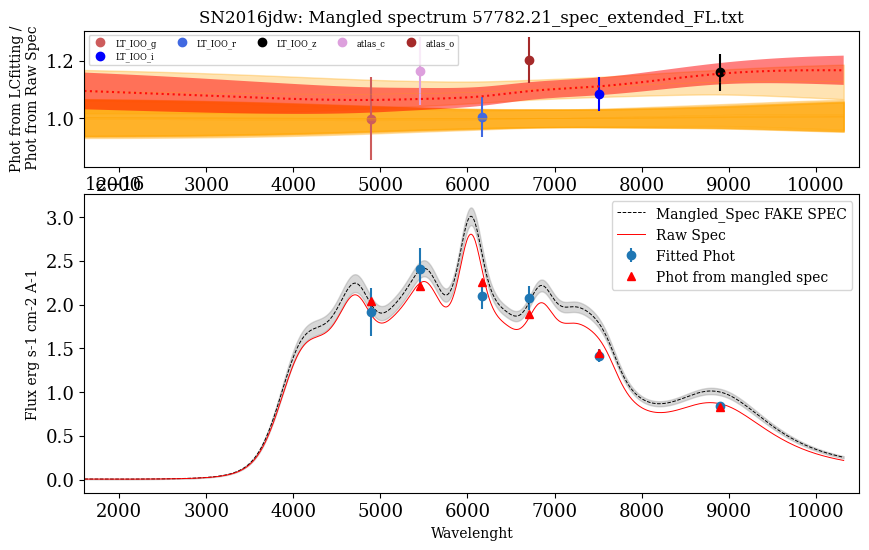 SN2016jdw: Mangled spectrum 57782.21_spec_extended_FL.txt
Phot from LCfitting /
Phot from Raw Spec
LT_IOO_g
LT_IOO_r
LT_IOO_z
atlas_c
atlas_o
LT_IOO_i
1.2
1.0
2000
3000
4000
5000
6000
7000
8000
9000
10000
1e−16
Flux erg s-1 cm-2 A-1
Mangled_Spec FAKE SPEC
Raw Spec
Fitted Phot
Phot from mangled spec
3.0
2.5
2.0
1.5
1.0
0.5
0.0
2000
3000
4000
5000
6000
7000
8000
9000
10000
Wavelenght